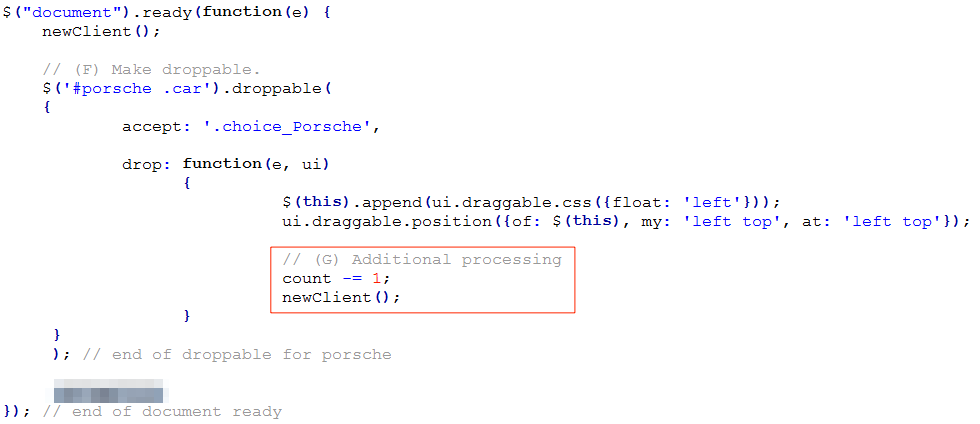 $("document").ready(function(e) {
newClient();
// (F) Make droppable.
$('#porsche .car').droppable(
{
accept: '.choice_Porsche',
drop: function(e, ui)
{
$(this).append(ui.draggable.css({float: 'left'}));
ui.draggable.position({of: $(this), my: 'left top', at: 'left top'});
// (G) Additional processing
count -= 1;
newClient();
}
}
); // end of droppable for porsche
}); // end of document ready